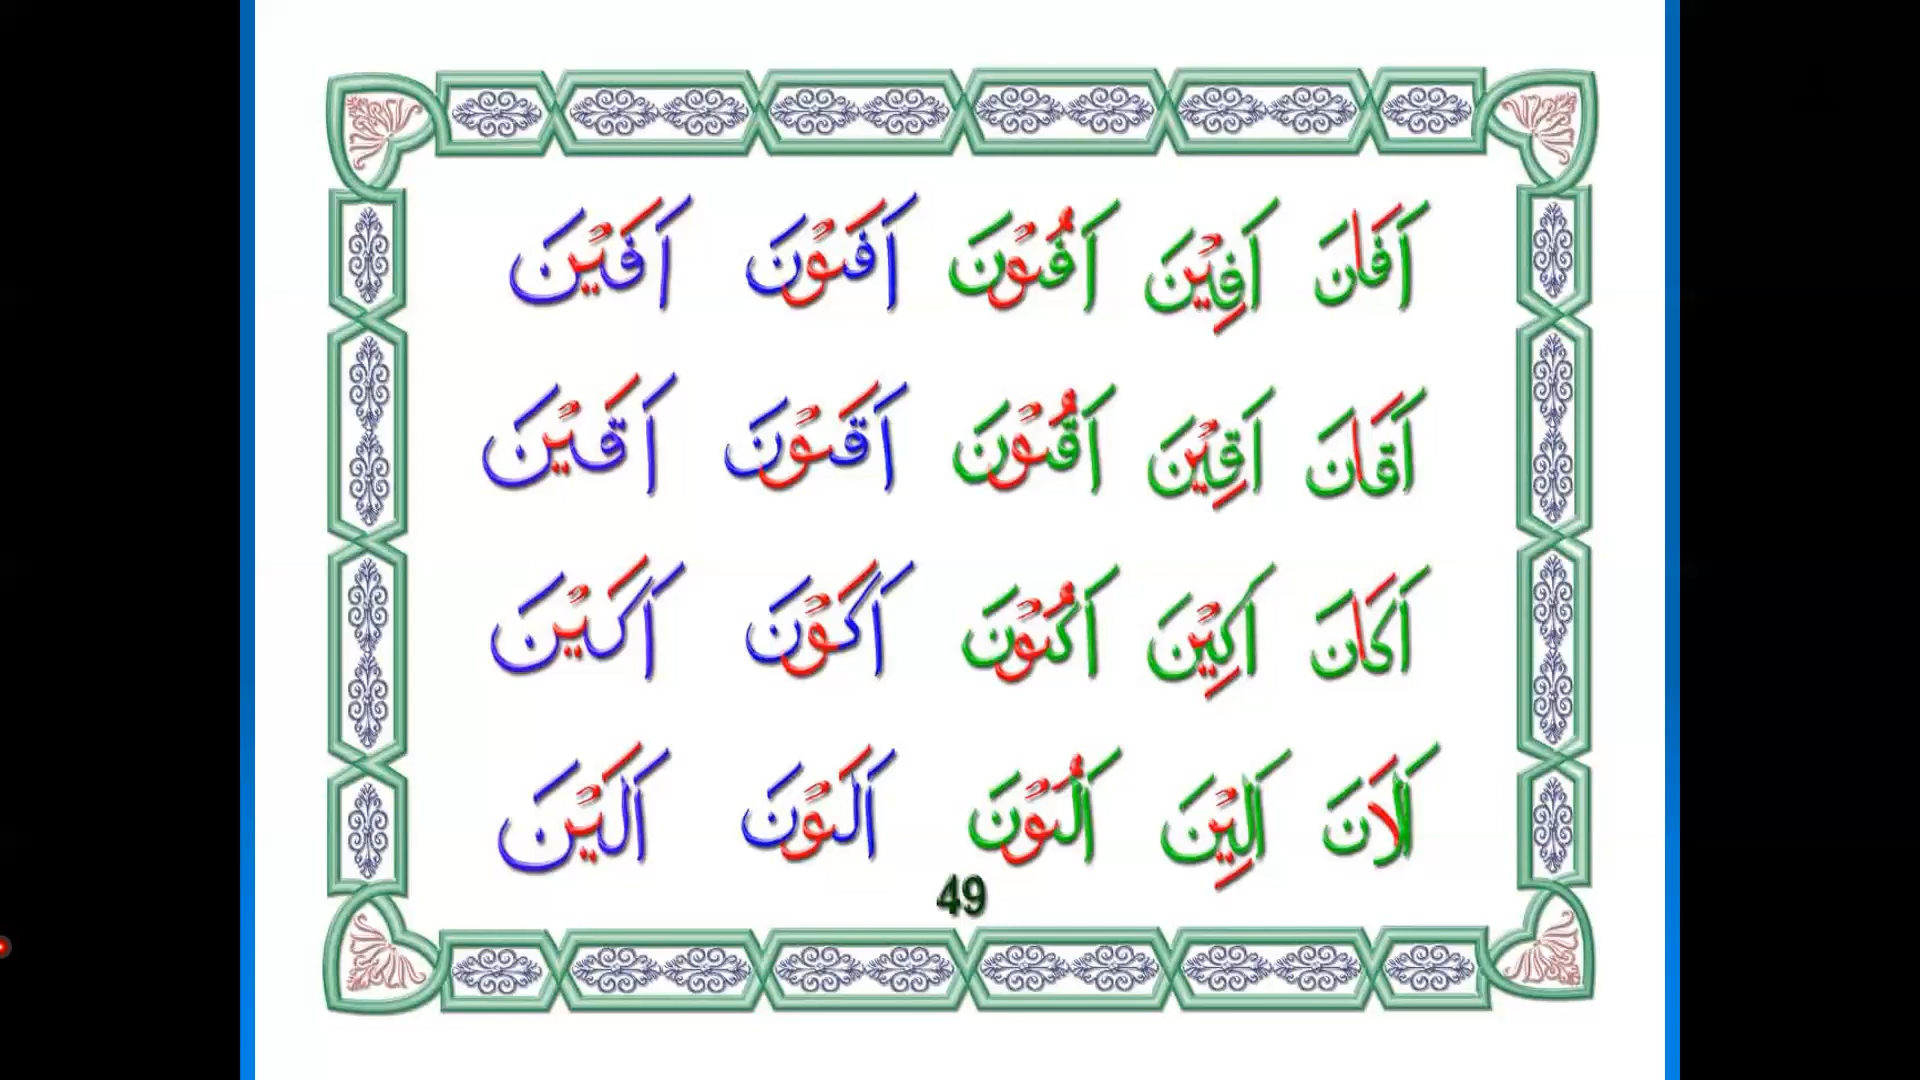 اَفَانَ اَفِيْنَ اَفُوْنَ اَفَوْنَ اَفَيْنَ
اَقَانَ اَقِيْنَ اَقُوْنَ اَقَوْنَ اَقَيْنَ
اَكَانَ اَكِيْنَ اَكُوْنَ اَكَوْنَ اَكَيْنَ
اَلَانَ اَلِيْنَ اَلُوْنَ اَلَوْنَ اَلَيْنَ
49